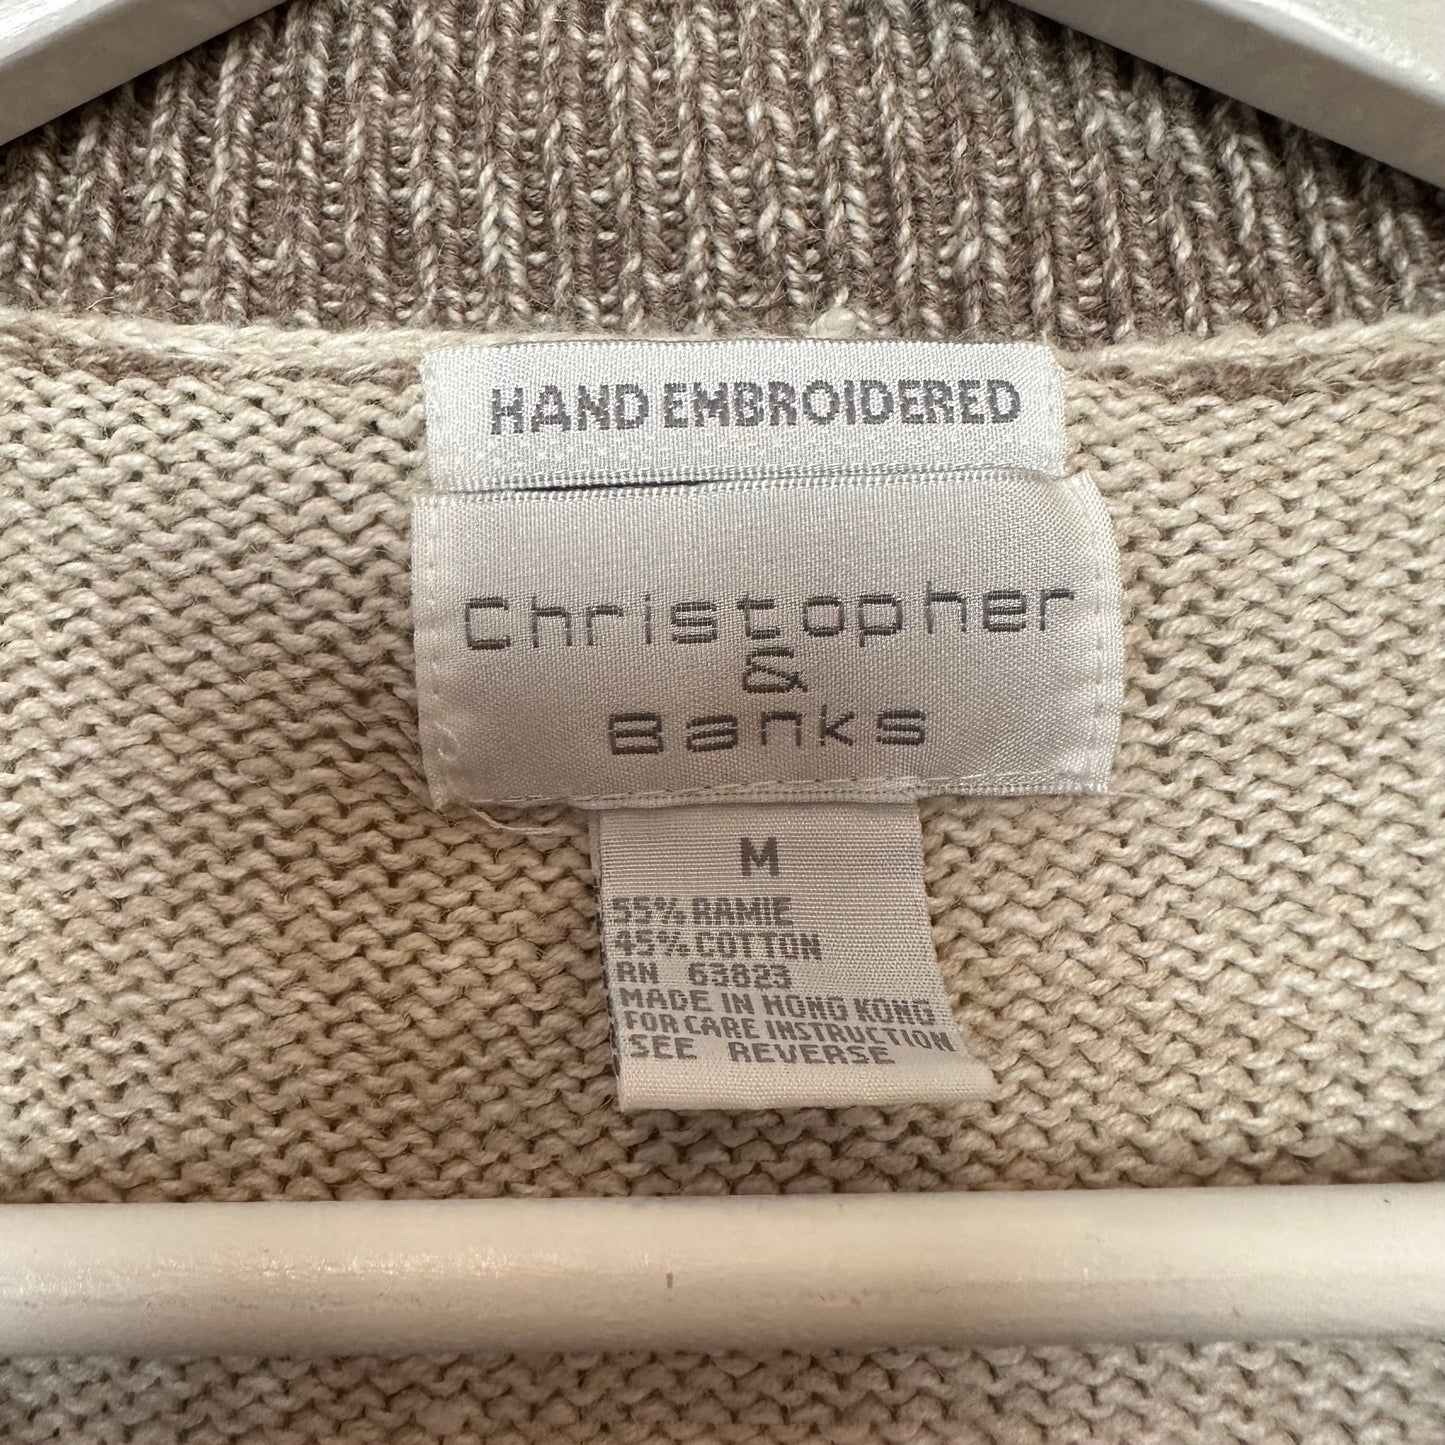 HAND EMBROIDERED
Christopher
&
Banks
M
55% RAMIE
45% COTTON
RN 63823
MADE IN HONG KONG
FOR CARE INSTRUCTION
SEE REVERSE